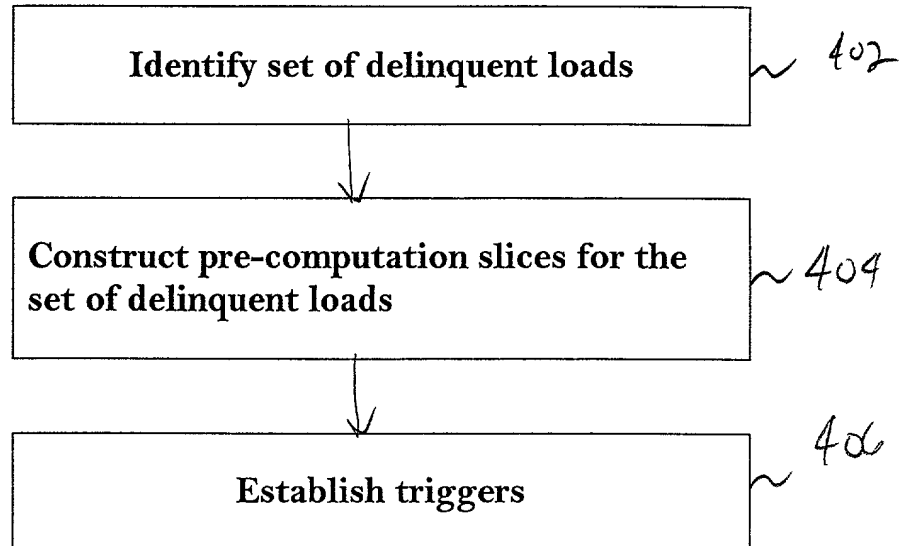 Identify set of delinquent loads
402
Construct pre-computation slices for the
set of delinquent loads
404
Establish triggers
406